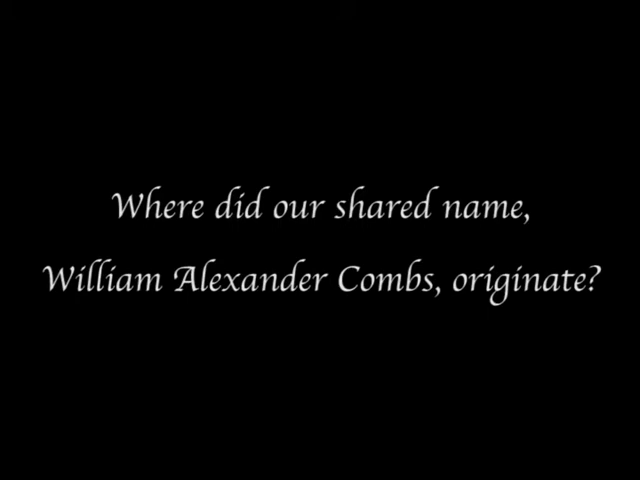 Where did our shared name,
William Alexander Combs, originate?